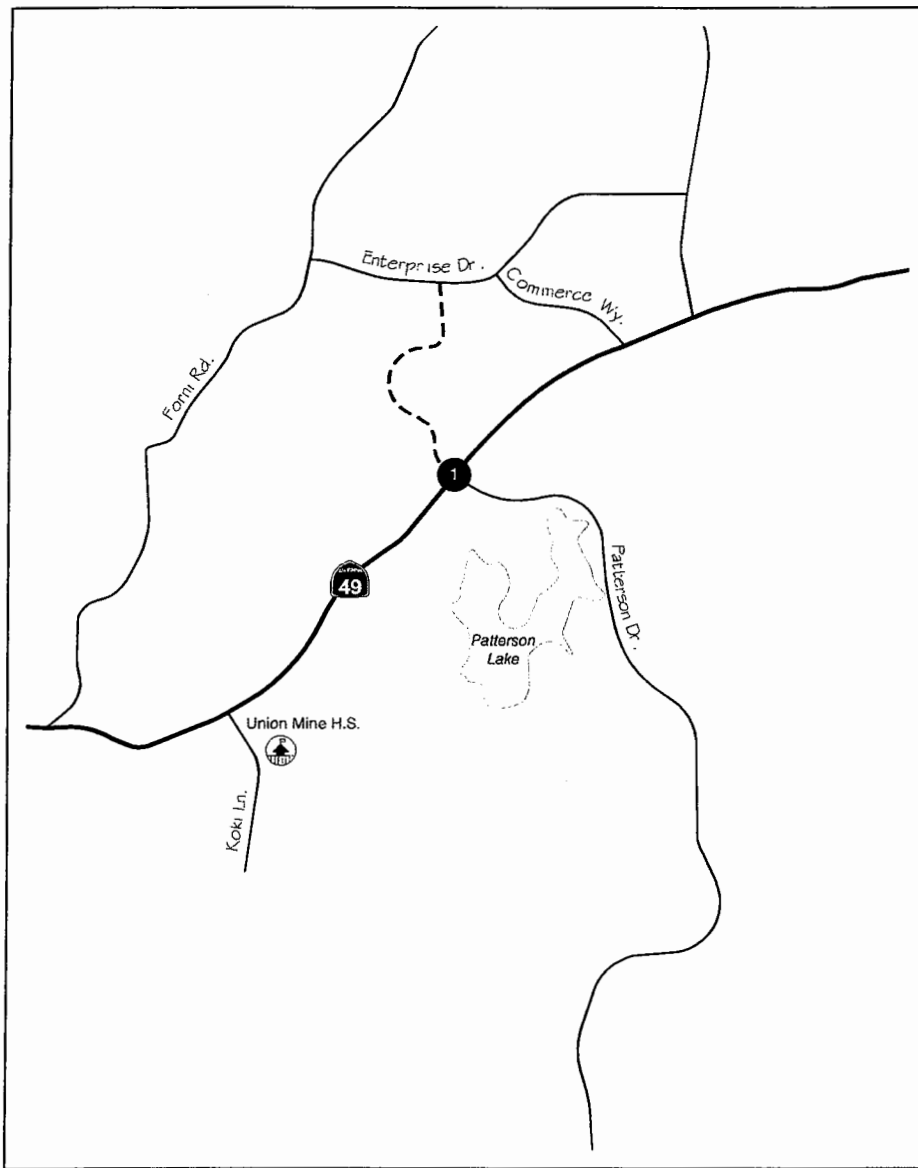 Enterprise Dr.
Commerce Wy.
Forni Rd.
1
49
Patterson Dr.
Patterson
Lake
Union Mine H.S.
Koki Ln.